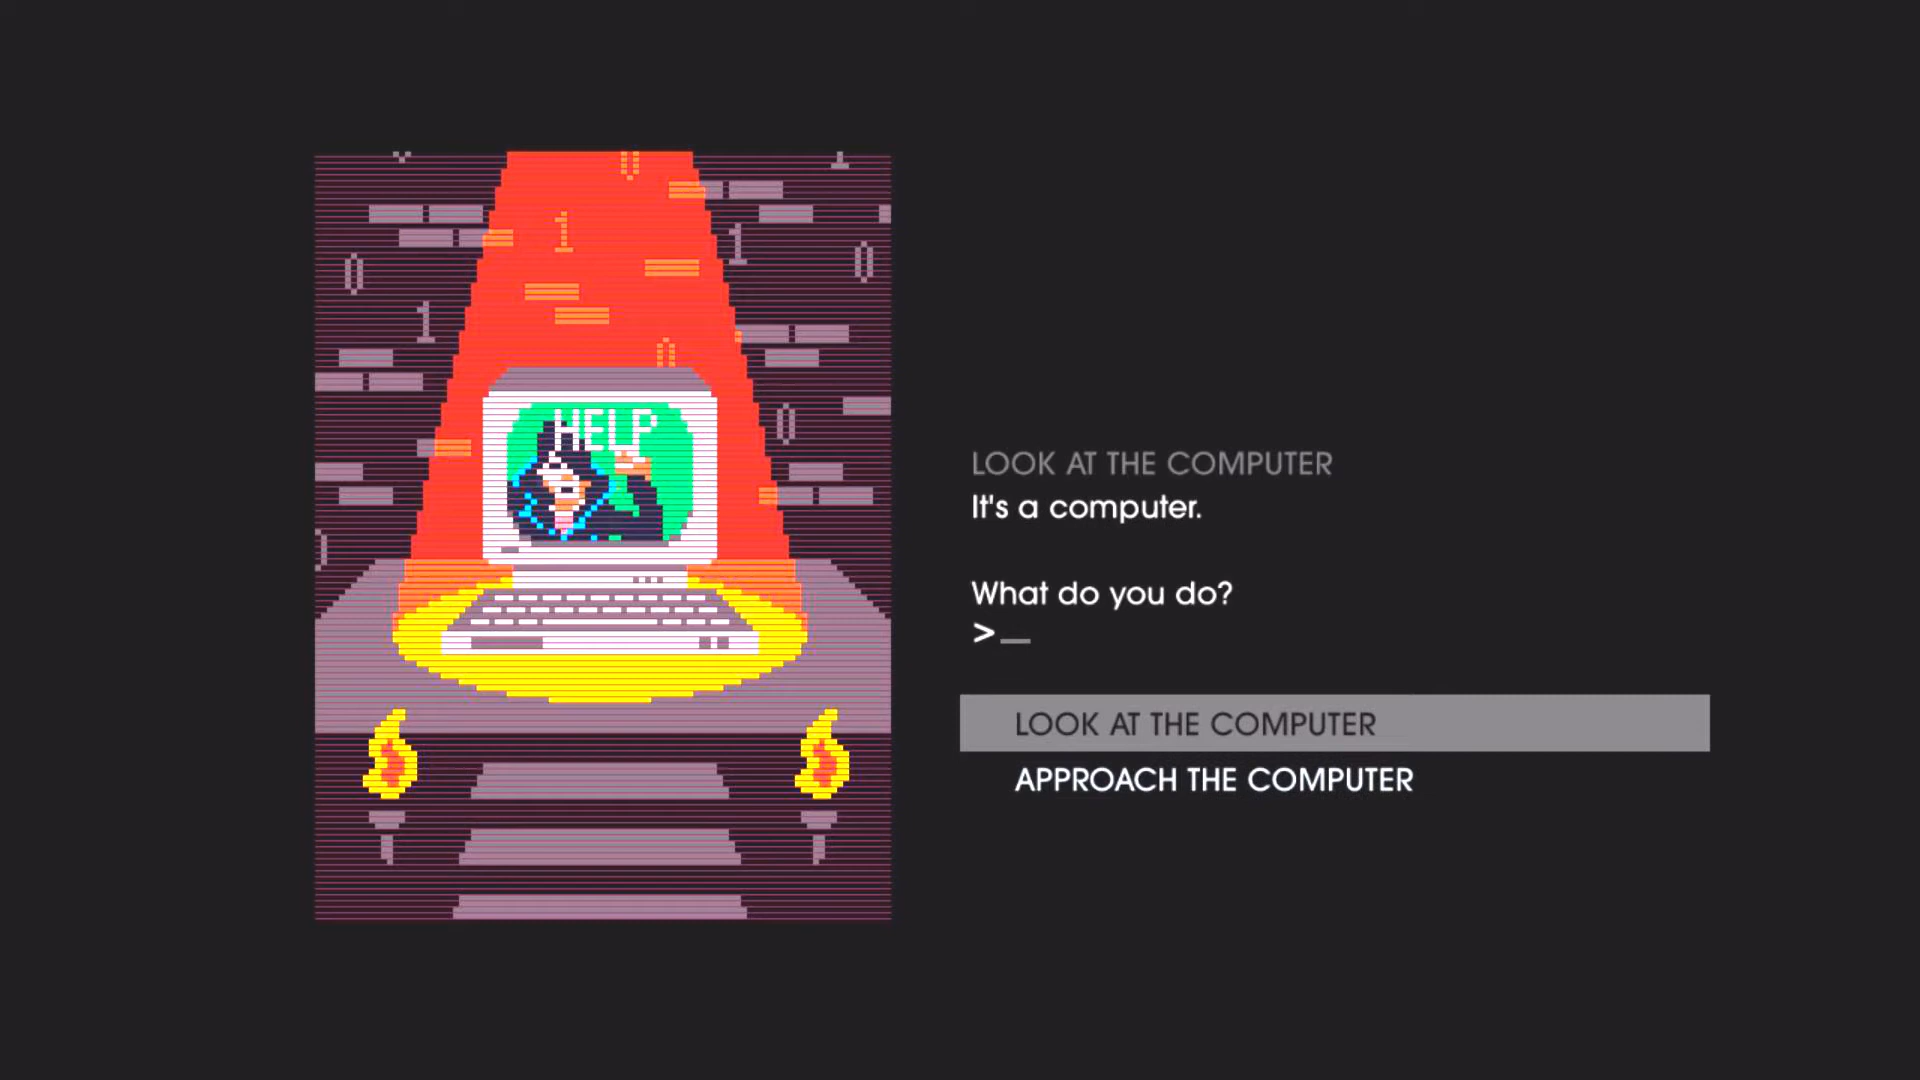 HELP
LOOK AT THE COMPUTER
It's a computer.
What do you do?
>_
LOOK AT THE COMPUTER
APPROACH THE COMPUTER